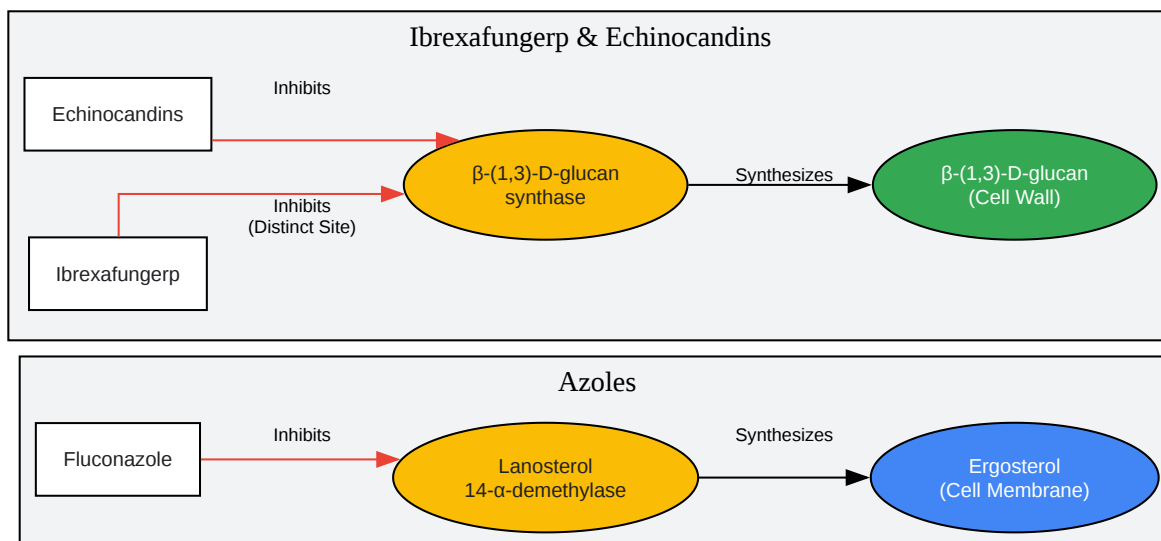 Ibrexafungerp & Echinocandins
Inhibits
Echinocandins
β-(1,3)-D-glucan
synthase
Synthesizes
β-(1,3)-D-glucan
(Cell Wall)
Inhibits
(Distinct Site)
Ibrexafungerp
Azoles
Inhibits
Synthesizes
Fluconazole
Lanosterol
14-α-demethylase
Ergosterol
(Cell Membrane)